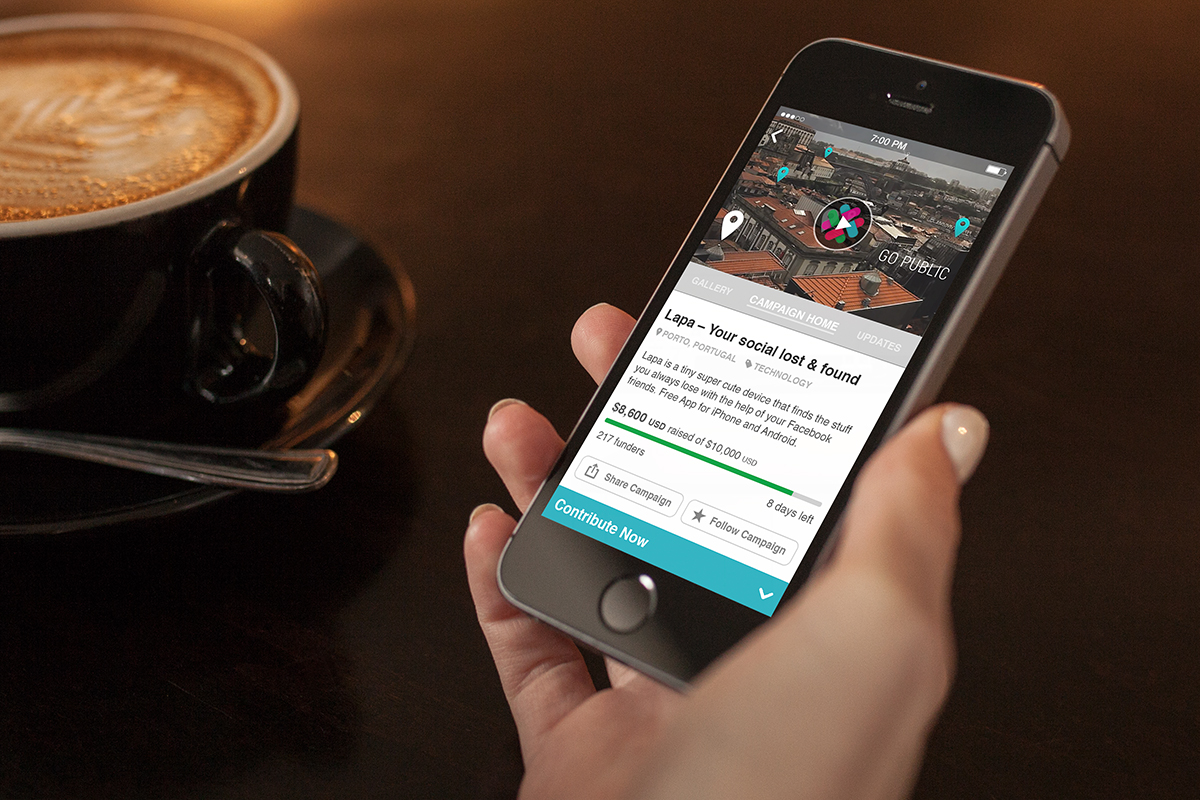 7:00 PM
GO PUBLIC
GALLERY CAMPAIGN HOME UPDATES
Lapa – Your social lost & found
PORTO, PORTUGAL TECHNOLOGY
Lapa is a tiny super cute device that finds the stuff
you always lose with the help of your Facebook
friends. Free App for iPhone and Android.
$8,600 USD raised of $10,000 USD
217 funders
8 days left
Share Campaign
Follow Campaign
Contribute Now